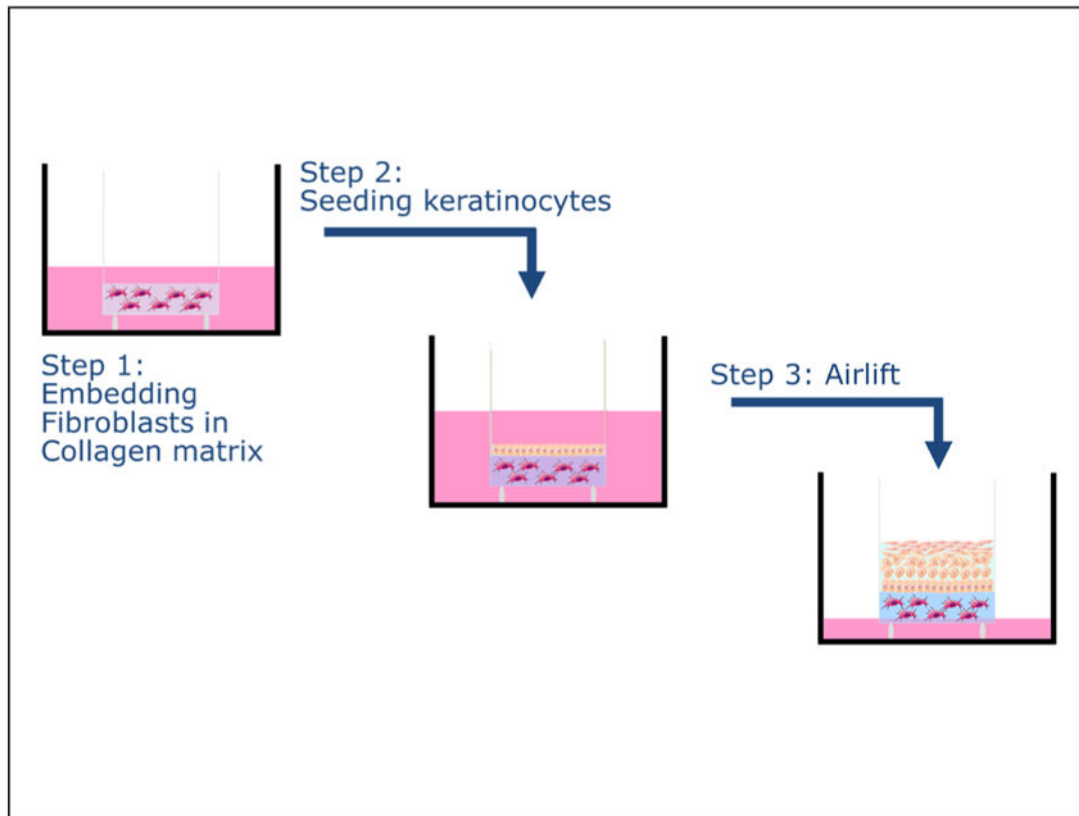 Step 1:
Embedding
Fibroblasts in
Collagen matrix
Step 2:
Seeding keratinocytes
Step 3: Airlift